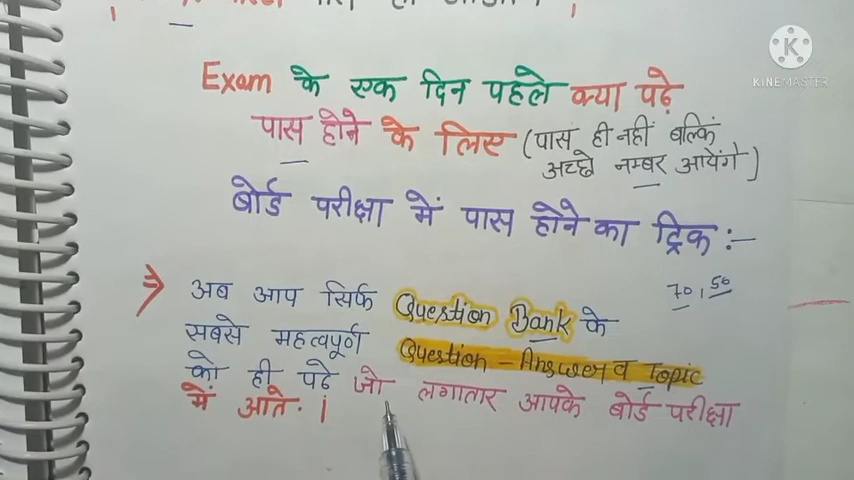 Exam के एक दिन पहले क्या पढ़े
पास होने के लिए (पास ही नहीं बल्कि
अच्छे नम्बर आयेंगे)
बोर्ड परीक्षा में पास होने का ट्रिक :-
70, 50
⇒ अब आप सिर्फ Question Bank के
सबसे महत्वपूर्ण Question - Answer व Topic
को ही पढे जो लगातार आपके बोर्ड परीक्षा
में आते. ।
K
KINEMASTER